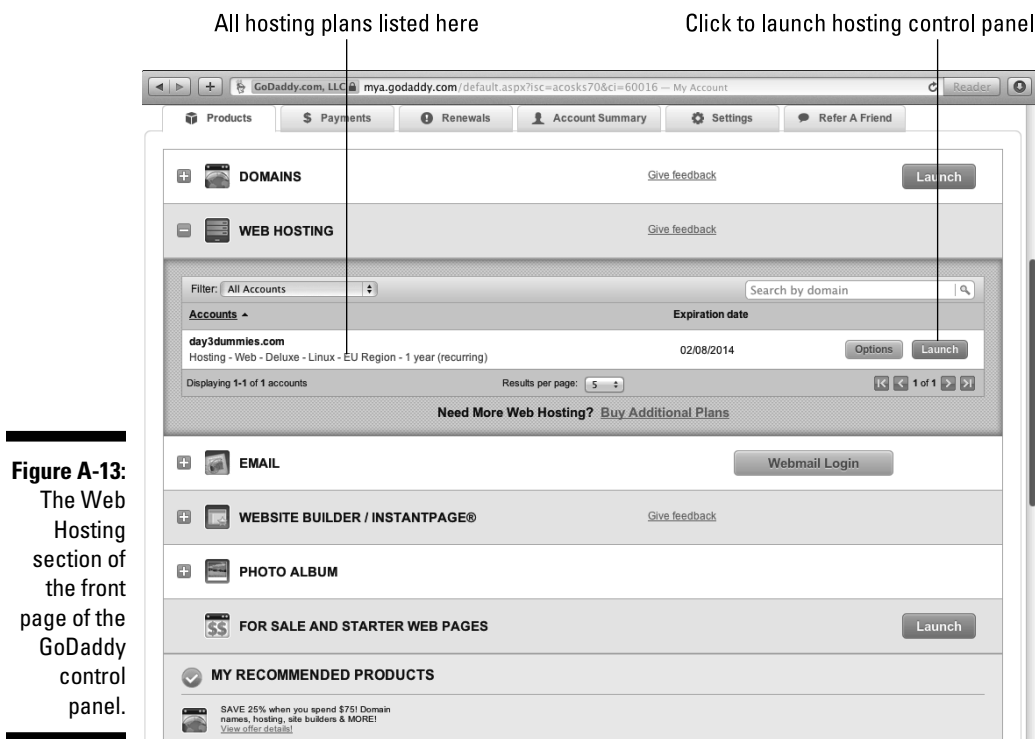 All hosting plans listed here
Click to launch hosting control panel
GoDaddy.com, LLC mya.godaddy.com/default.aspx?isc=acosks70&ci=60016 — My Account
Reader
Products
$ Payments
Renewals
Account Summary
Settings
Refer A Friend
DOMAINS
Give feedback
Launch
WEB HOSTING
Give feedback
Filter: All Accounts
Search by domain
Accounts
Expiration date
day3dummies.com
Hosting - Web - Deluxe - Linux - EU Region - 1 year (recurring)
02/08/2014
Options
Launch
Displaying 1-1 of 1 accounts
Results per page: 5
1 of 1
Need More Web Hosting? Buy Additional Plans
EMAIL
Webmail Login
WEBSITE BUILDER / INSTANTPAGE®
Give feedback
PHOTO ALBUM
$$ FOR SALE AND STARTER WEB PAGES
Launch
MY RECOMMENDED PRODUCTS
SAVE 25% when you spend $75! Domain
names, hosting, site builders & MORE!
View offer details!
Figure A-13:
The Web
Hosting
section of
the front
page of the
GoDaddy
control
panel.